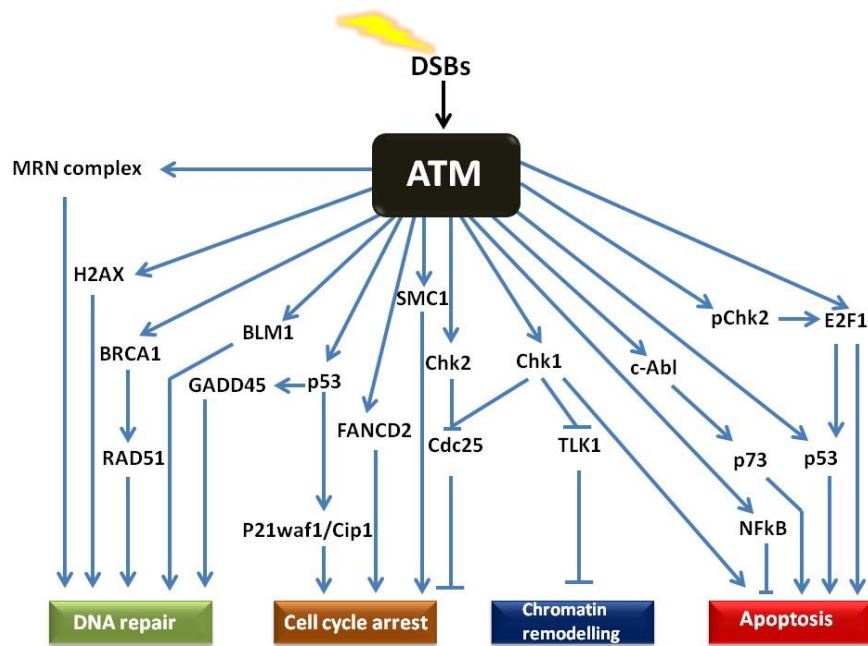 DSBs
ATM
MRN complex
H2AX
SMC1
pChk2
E2F1
BLM1
BRCA1
Chk2
Chk1
c-Abl
GADD45
p53
FANCD2
Cdc25
TLK1
RAD51
p73
p53
P21waf1/Cip1
NFkB
DNA repair
Cell cycle arrest
Chromatin
remodelling
Apoptosis